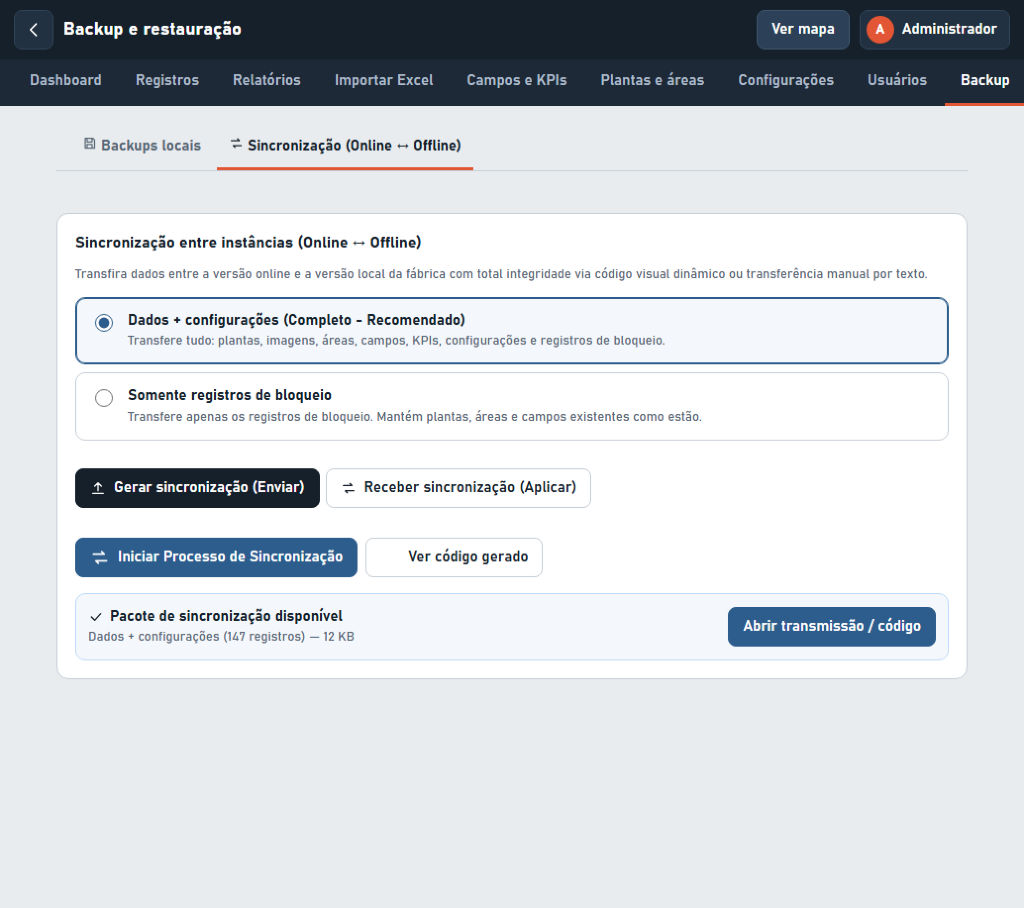 Backup e restauração
Ver mapa
A Administrador
Dashboard Registros Relatórios Importar Excel Campos e KPIs Plantas e áreas Configurações Usuários Backup
Backups locais
Sincronização (Online ↔ Offline)
Sincronização entre instâncias (Online ↔ Offline)
Transfira dados entre a versão online e a versão local da fábrica com total integridade via código visual dinâmico ou transferência manual por texto.
Dados + configurações (Completo - Recomendado)
Transfere tudo: plantas, imagens, áreas, campos, KPIs, configurações e registros de bloqueio.
Somente registros de bloqueio
Transfere apenas os registros de bloqueio. Mantém plantas, áreas e campos existentes como estão.
Gerar sincronização (Enviar)
Receber sincronização (Aplicar)
Iniciar Processo de Sincronização
Ver código gerado
Pacote de sincronização disponível
Dados + configurações (147 registros) — 12 KB
Abrir transmissão / código